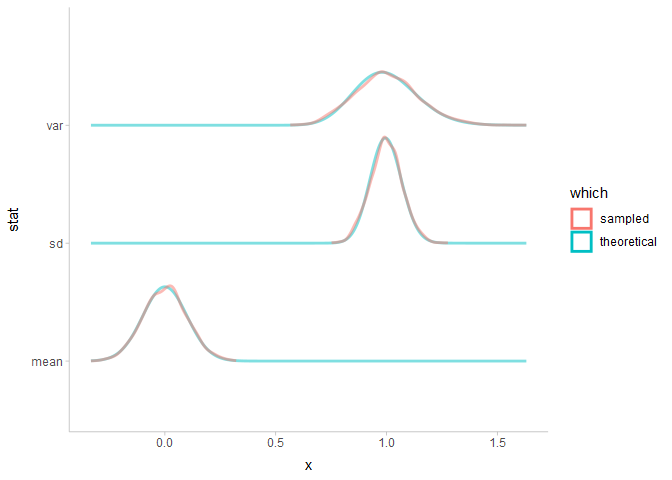 var
sd
mean
stat
0.0 0.5 1.0 1.5
x
which
sampled
theoretical